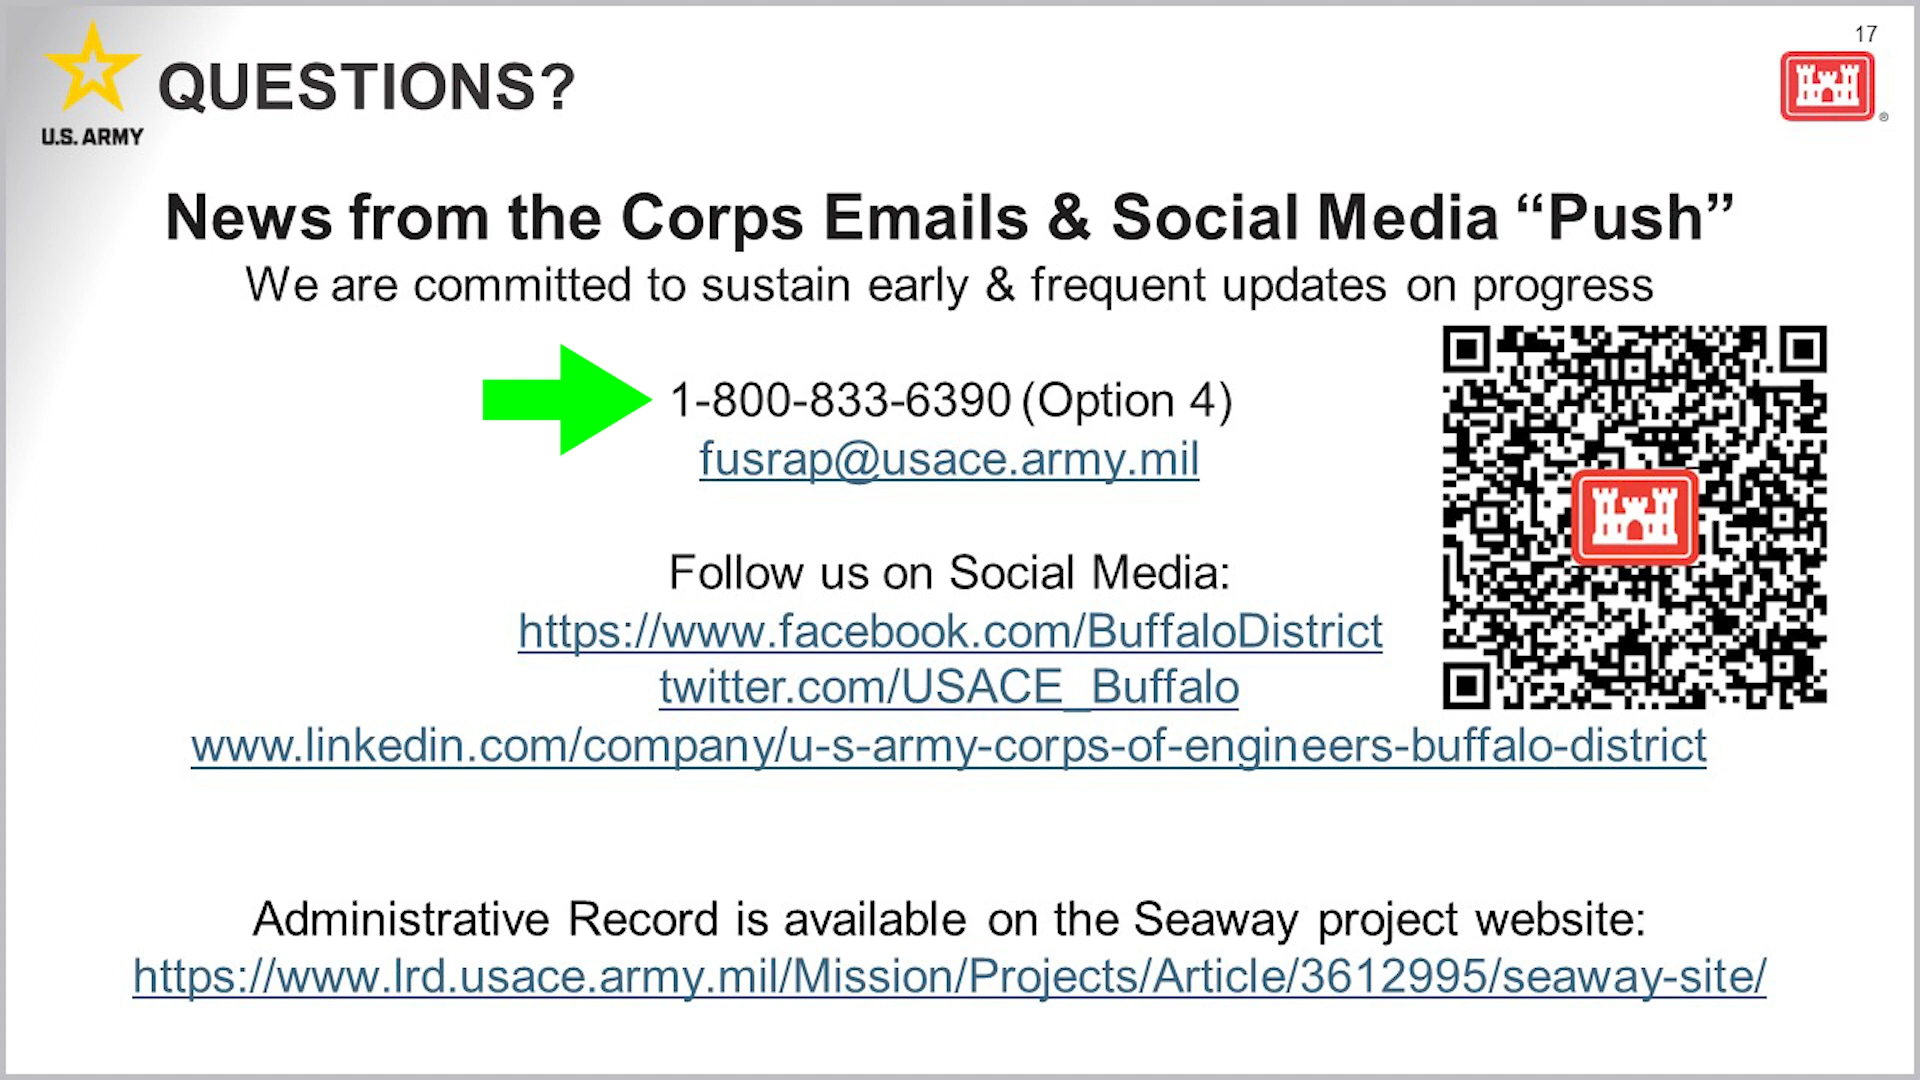 17
QUESTIONS?
U.S. ARMY
®
News from the Corps Emails & Social Media “Push”
We are committed to sustain early & frequent updates on progress
1-800-833-6390 (Option 4)
fusrap@usace.army.mil
Follow us on Social Media:
https://www.facebook.com/BuffaloDistrict
twitter.com/USACE_Buffalo
www.linkedin.com/company/u-s-army-corps-of-engineers-buffalo-district
Administrative Record is available on the Seaway project website:
https://www.lrd.usace.army.mil/Mission/Projects/Article/3612995/seaway-site/